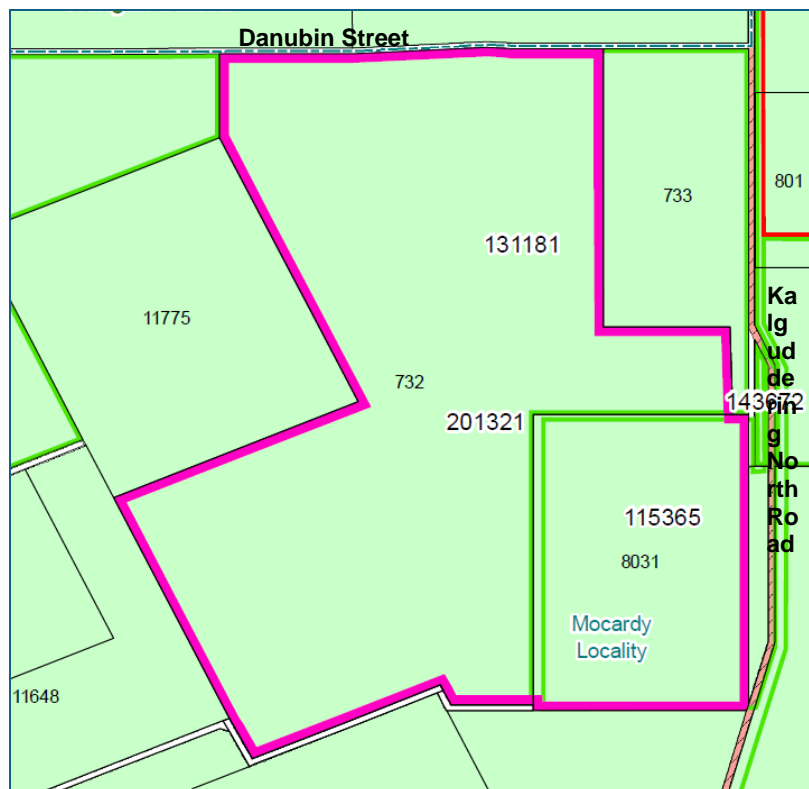 Danubin Street
801
733
131181
Ka
lg
ud
de
rin
g
No
rth
Ro
ad
11775
732
143672
201321
115365
8031
Mocardy
Locality
11648